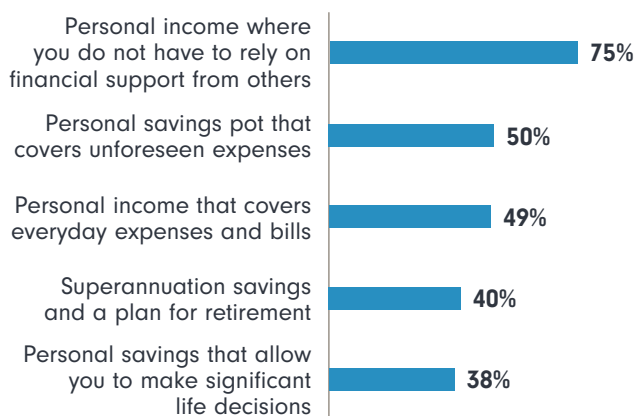 Personal income where
you do not have to rely on
financial support from others
75%
Personal savings pot that
covers unforeseen expenses
50%
Personal income that covers
everyday expenses and bills
49%
Superannuation savings
and a plan for retirement
40%
Personal savings that allow
you to make significant
life decisions
38%